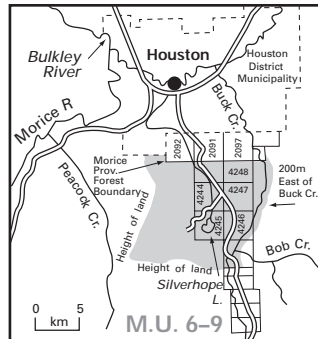 Bulkley
River
Houston
Houston
District
Municipality
Morice R
Buck Cr.
Peacock Cr.
2092
2091
2097
Morice
Prov.
Forest
Boundary
4248
4247
4244
4245
4246
200m
East of
Buck Cr.
Height of land
Bob Cr.
Height of land
Silverhope
L.
0 5
km
M.U. 6–9